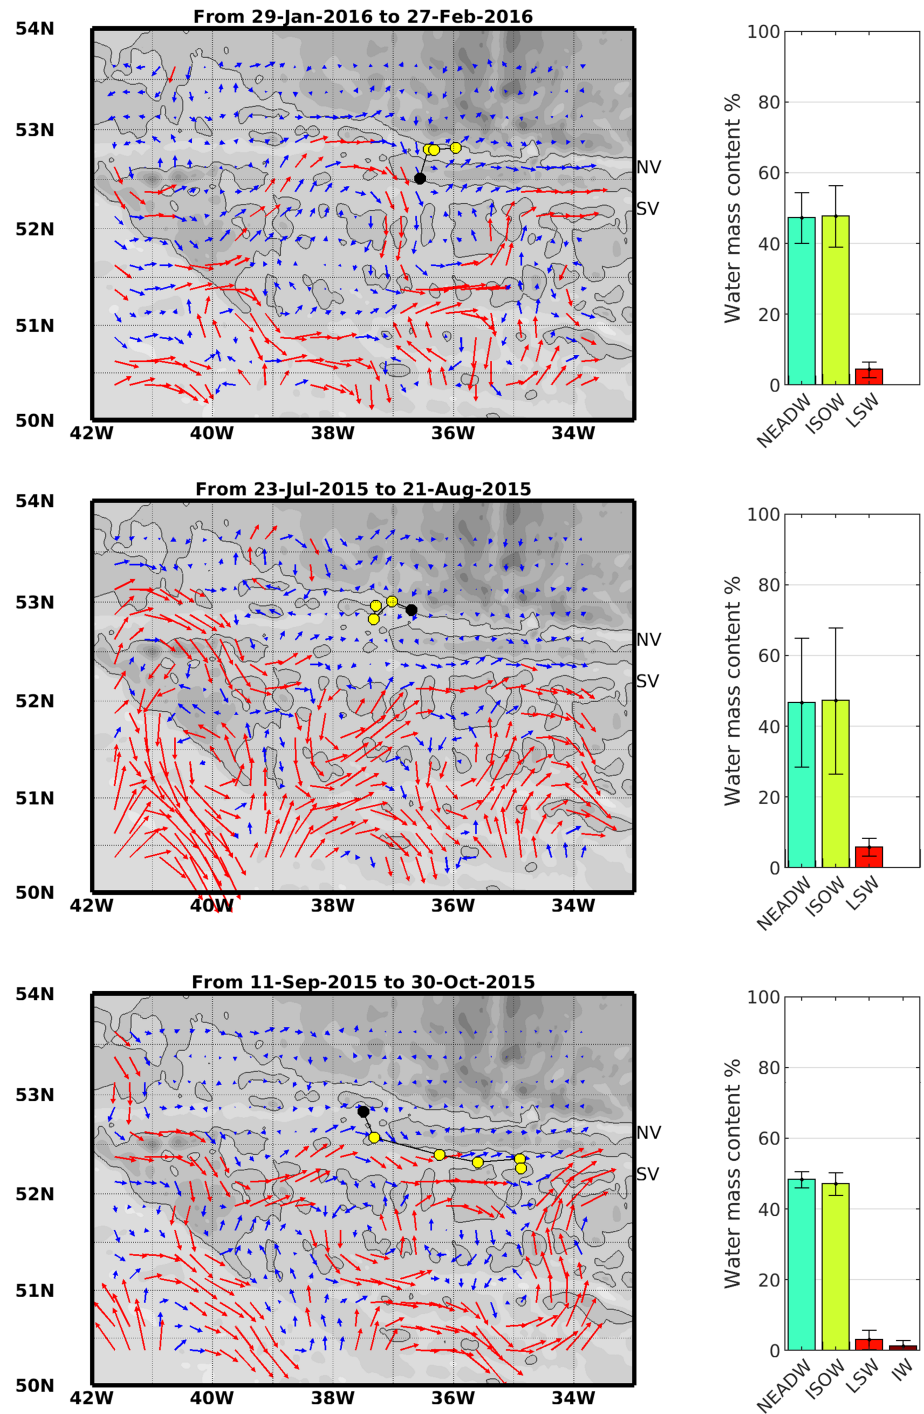 From 29-Jan-2016 to 27-Feb-2016
54N
53N
52N
51N
50N
42W 40W 38W 36W 34W
NV
SV
Water mass content %
100
80
60
40
20
0
NEADW ISOW LSW
From 23-Jul-2015 to 21-Aug-2015
54N
53N
52N
51N
50N
42W 40W 38W 36W 34W
NV
SV
Water mass content %
100
80
60
40
20
0
NEADW ISOW LSW
From 11-Sep-2015 to 30-Oct-2015
54N
53N
52N
51N
50N
42W 40W 38W 36W 34W
NV
SV
Water mass content %
100
80
60
40
20
0
NEADW ISOW LSW IW